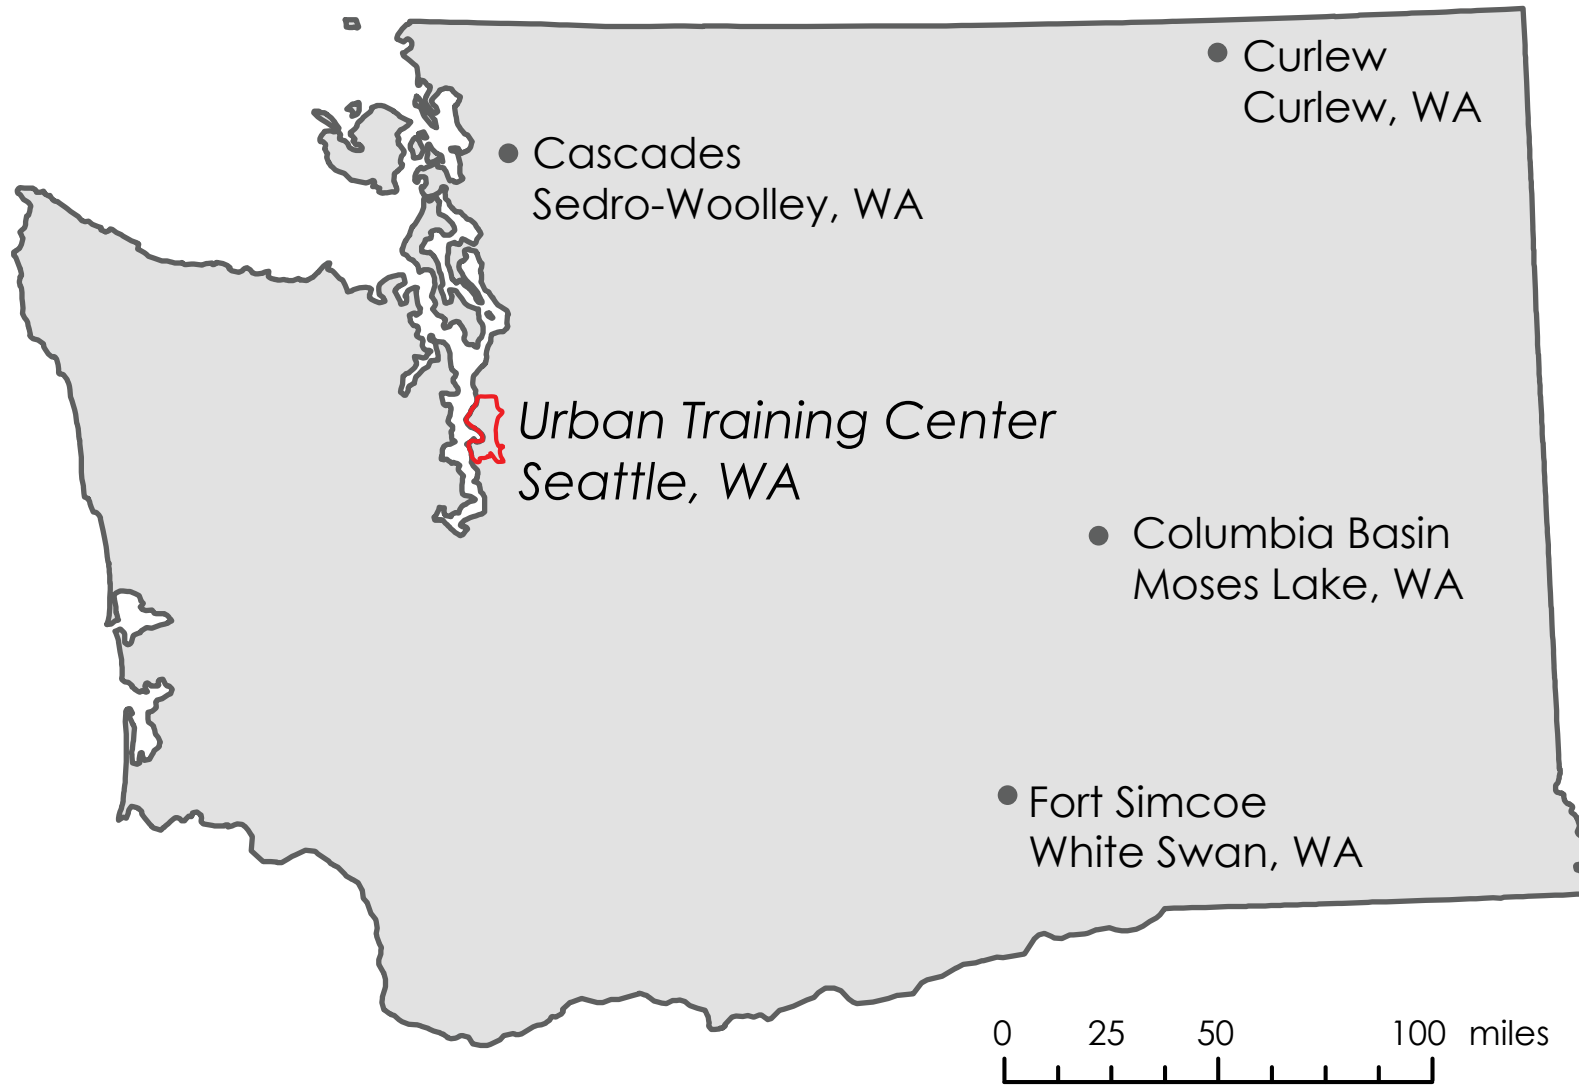 Curlew
Curlew, WA
Cascades
Sedro-Woolley, WA
Urban Training Center
Seattle, WA
Columbia Basin
Moses Lake, WA
Fort Simcoe
White Swan, WA
0 25 50 100 miles